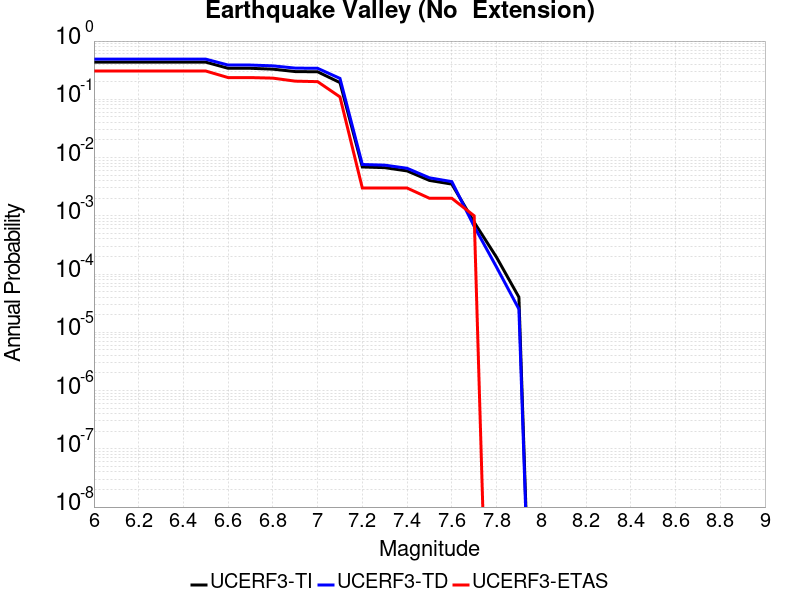 Earthquake Valley (No  Extension)
10^0
10^-1
10^-2
10^-3
10^-4
10^-5
10^-6
10^-7
10^-8
Annual Probability
6 6.2 6.4 6.6 6.8 7 7.2 7.4 7.6 7.8 8 8.2 8.4 8.6 8.8 9
Magnitude
UCERF3-TI UCERF3-TD UCERF3-ETAS